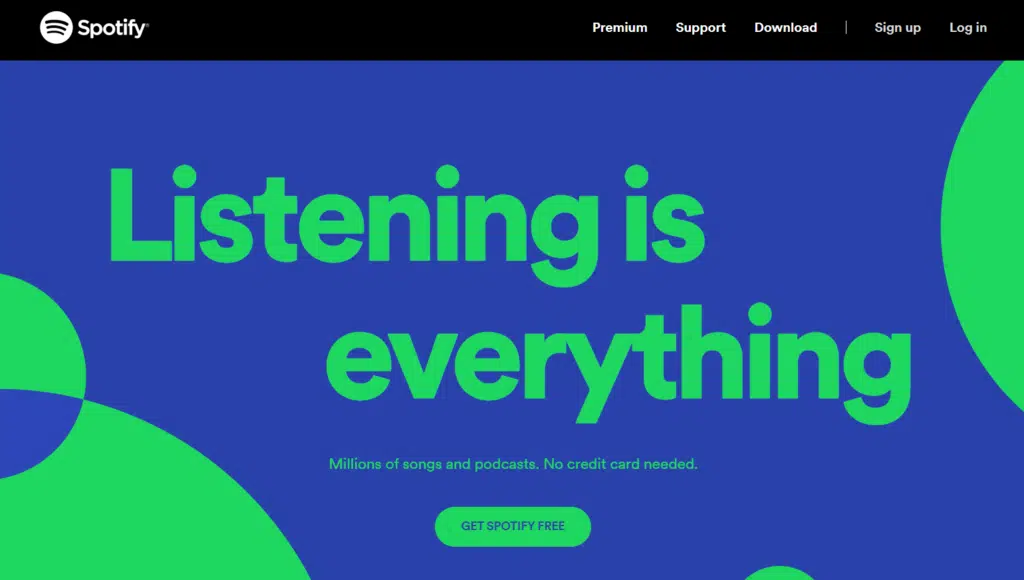 Spotify®
Premium Support Download | Sign up Log in
Listening is
everything
Millions of songs and podcasts. No credit card needed.
GET SPOTIFY FREE